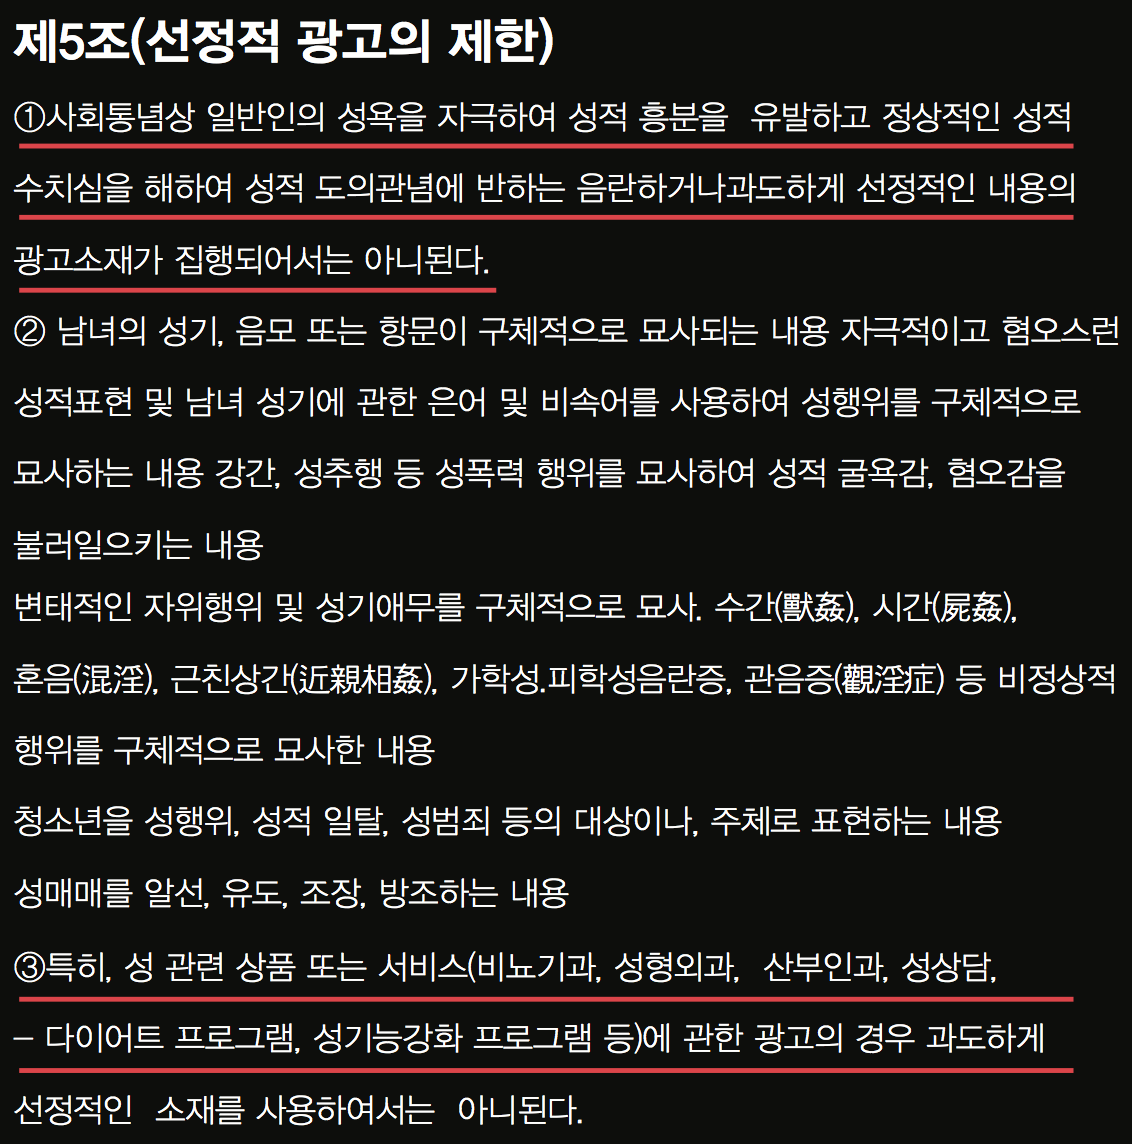 제5조(선정적 광고의 제한)
①사회통념상 일반인의 성욕을 자극하여 성적 흥분을 유발하고 정상적인 성적
수치심을 해하여 성적 도의관념에 반하는 음란하거나과도하게 선정적인 내용의
광고소재가 집행되어서는 아니된다.
② 남녀의 성기, 음모 또는 항문이 구체적으로 묘사되는 내용 자극적이고 혐오스런
성적표현 및 남녀 성기에 관한 은어 및 비속어를 사용하여 성행위를 구체적으로
묘사하는 내용 강간, 성추행 등 성폭력 행위를 묘사하여 성적 굴욕감, 혐오감을
불러일으키는 내용
변태적인 자위행위 및 성기애무를 구체적으로 묘사. 수간(獸姦), 시간(屍姦),
혼음(混淫), 근친상간(近親相姦), 가학성.피학성음란증, 관음증(觀淫症) 등 비정상적
행위를 구체적으로 묘사한 내용
청소년을 성행위, 성적 일탈, 성범죄 등의 대상이나, 주체로 표현하는 내용
성매매를 알선, 유도, 조장, 방조하는 내용
③특히, 성 관련 상품 또는 서비스(비뇨기과, 성형외과, 산부인과, 성상담,
- 다이어트 프로그램, 성기능강화 프로그램 등)에 관한 광고의 경우 과도하게
선정적인 소재를 사용하여서는 아니된다.